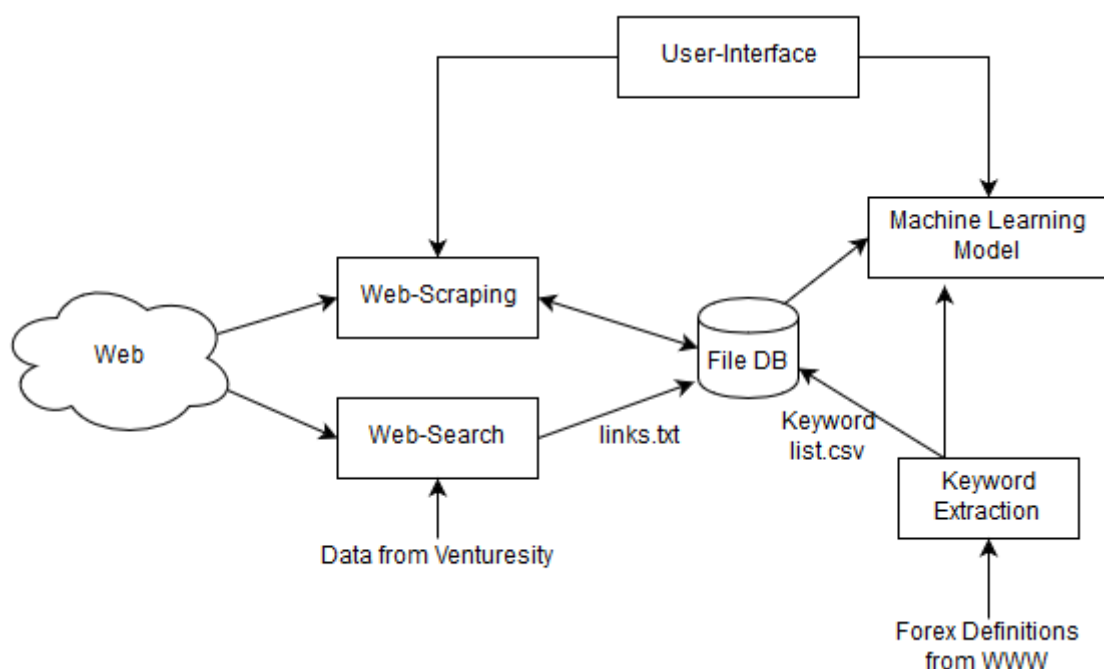 User-Interface
Machine Learning
Model
Web-Scraping
Web
File DB
Web-Search
links.txt
Keyword
list.csv
Keyword
Extraction
Data from Venturesity
Forex Definitions
from WWW